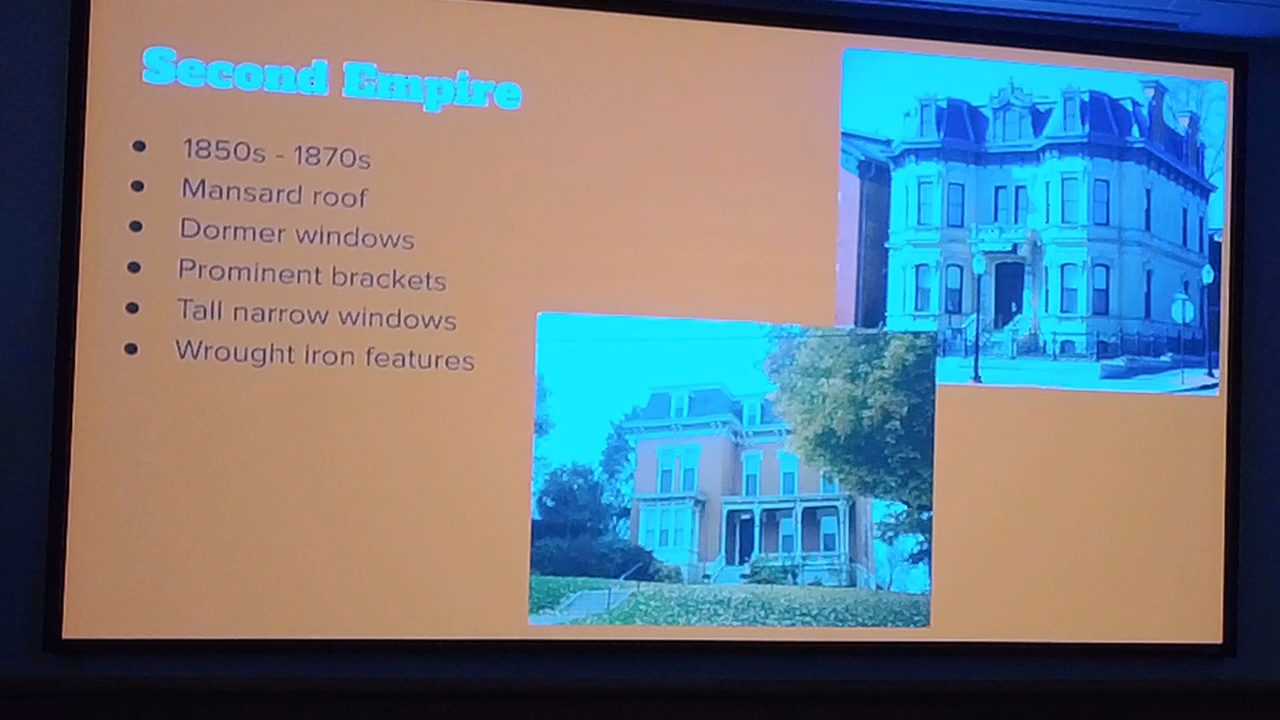 Second Empire
1850s - 1870s
Mansard roof
Dormer windows
Prominent brackets
Tall narrow windows
Wrought iron features